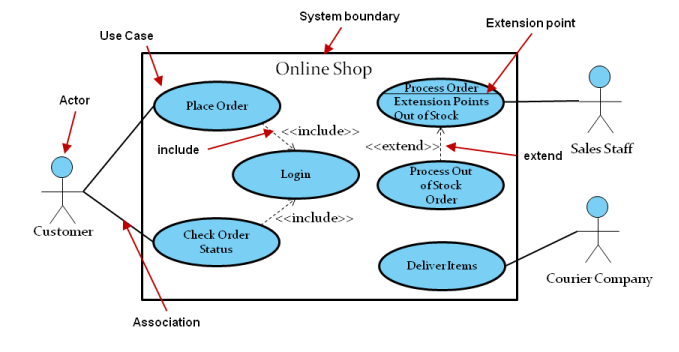 System boundary
Extension point
Use Case
Online Shop
Actor
Place Order
Process Order
Extension Points
Out of Stock
<<include>>
include
<<extend>>
extend
Sales Staff
Login
Process Out
of Stock
Order
<<include>>
Customer
Check Order
Status
Deliver Items
Courier Company
Association